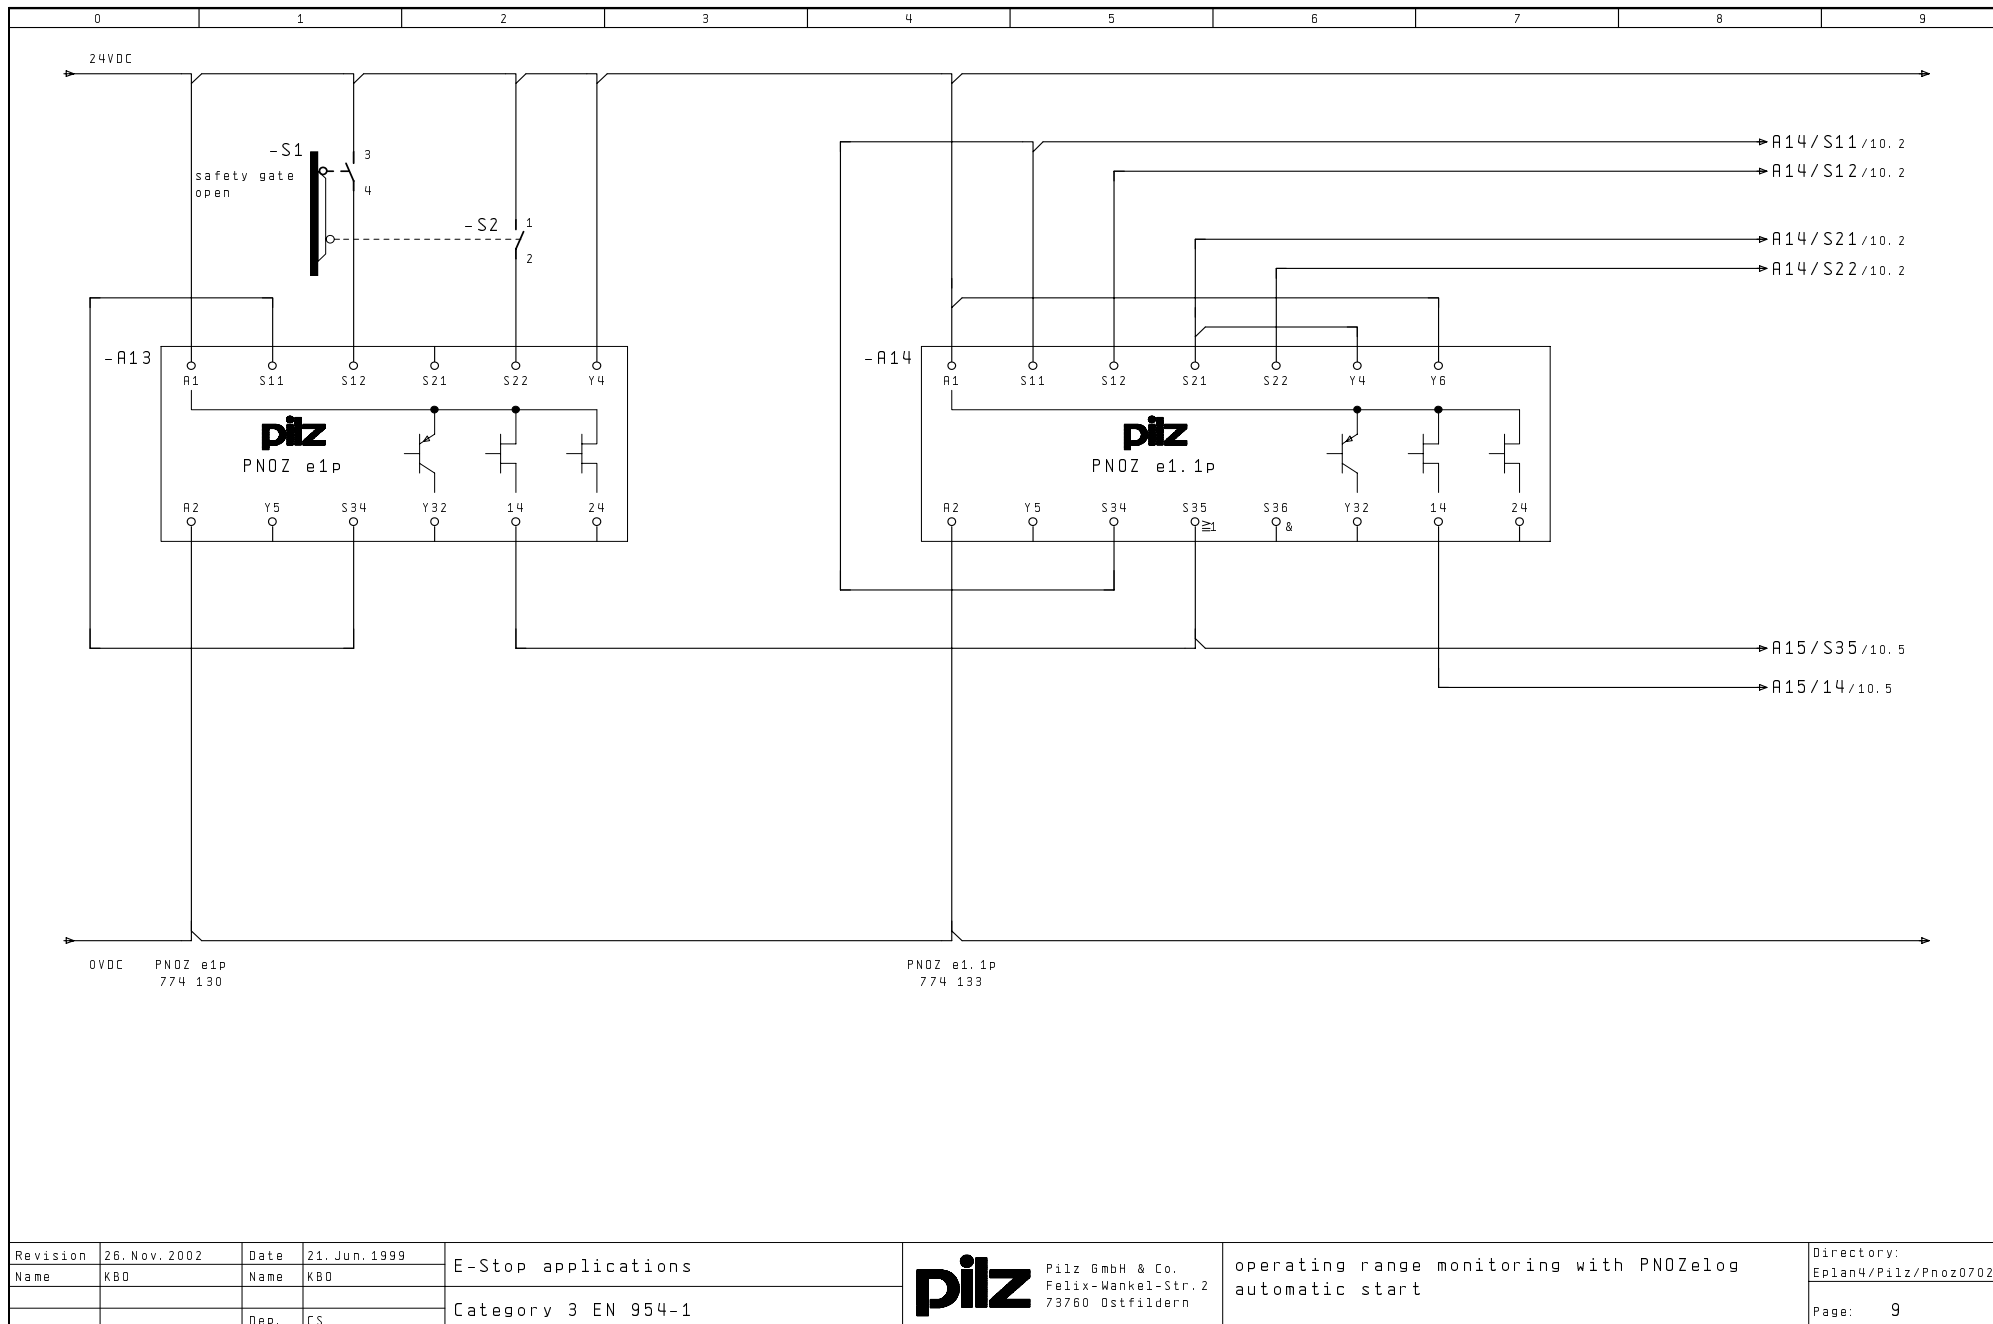 0 1 2 3 4 5 6 7 8 9
24VDC
-S1
3
safety gate
open
4
-S2
1
2
A14/S11/10.2
A14/S12/10.2
A14/S21/10.2
A14/S22/10.2
-A13
A1 S11 S12 S21 S22 Y4
pilz
PNOZ e1p
A2 Y5 S34 Y32 14 24
-A14
A1 S11 S12 S21 S22 Y4 Y6
pilz
PNOZ e1.1p
A2 Y5 S34 S35 S36 Y32 14 24
≧1 &
A15/S35/10.5
A15/14/10.5
0VDC
PNOZ e1p
774 130
PNOZ e1.1p
774 133
Revision 26.Nov.2002 Date 21.Jun.1999
Name KBO Name KBO
Dep. CS
E-Stop applications
Category 3 EN 954-1
pilz
Pilz GmbH & Co.
Felix-Wankel-Str.2
73760 Ostfildern
operating range monitoring with PNOZelog
automatic start
Directory:
Eplan4/Pilz/Pnoz0702
Page: 9